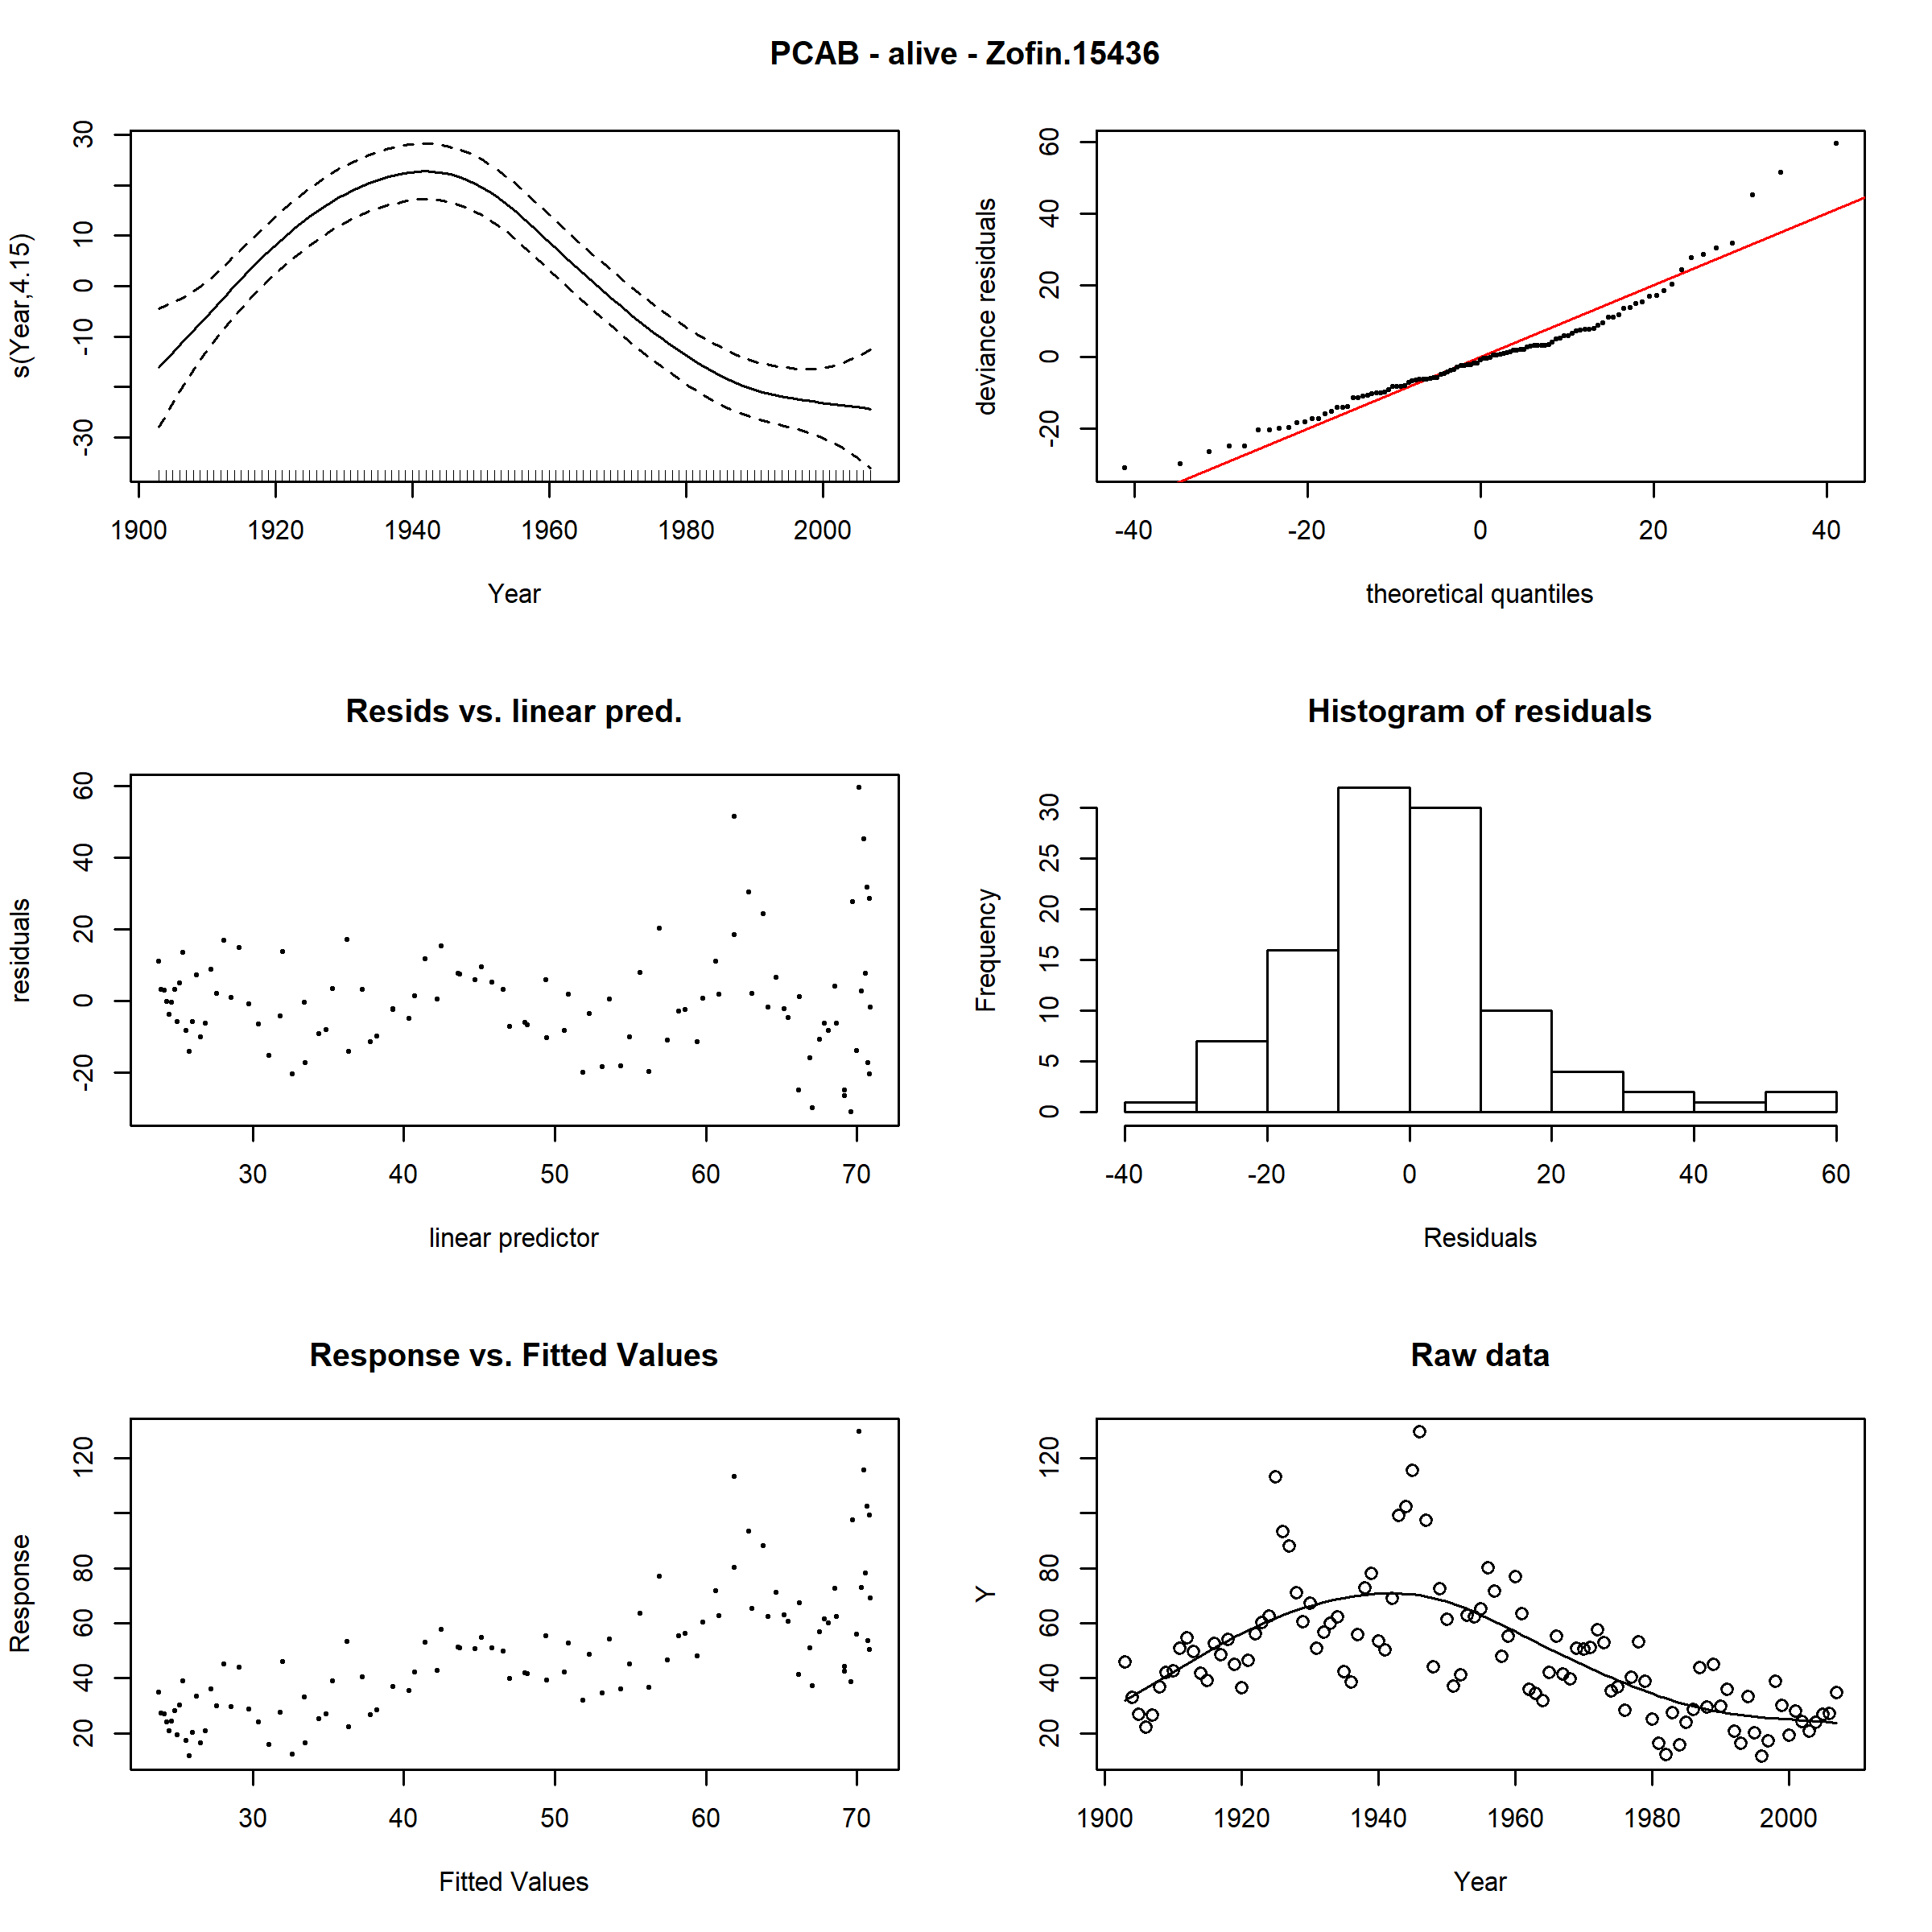 PCAB - alive - Zofin.15436
s(Year,4.15)
30
10
0
-10
-30
1900 1920 1940 1960 1980 2000
Year
deviance residuals
60
40
20
0
-20
-40 -20 0 20 40
theoretical quantiles
Resids vs. linear pred.
residuals
60
40
20
0
-20
30 40 50 60 70
linear predictor
Histogram of residuals
Frequency
30
25
20
15
10
5
0
-40 -20 0 20 40 60
Residuals
Response vs. Fitted Values
Response
120
80
60
40
20
30 40 50 60 70
Fitted Values
Raw data
Y
120
80
60
40
20
1900 1920 1940 1960 1980 2000
Year